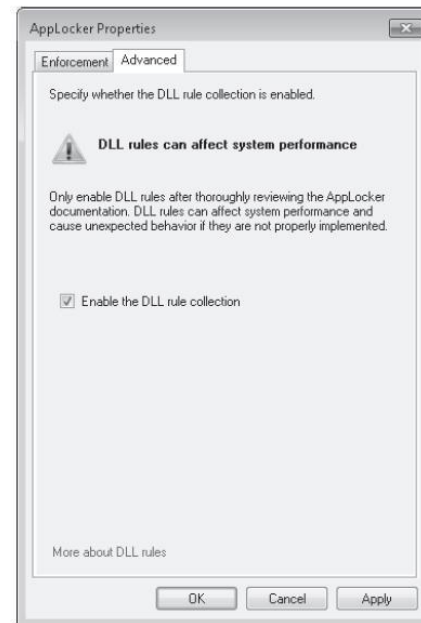 AppLocker Properties
Enforcement
Advanced
Specify whether the DLL rule collection is enabled.
DLL rules can affect system performance
Only enable DLL rules after thoroughly reviewing the AppLocker
documentation. DLL rules can affect system performance and
cause unexpected behavior if they are not properly implemented.
Enable the DLL rule collection
More about DLL rules
OK
Cancel
Apply